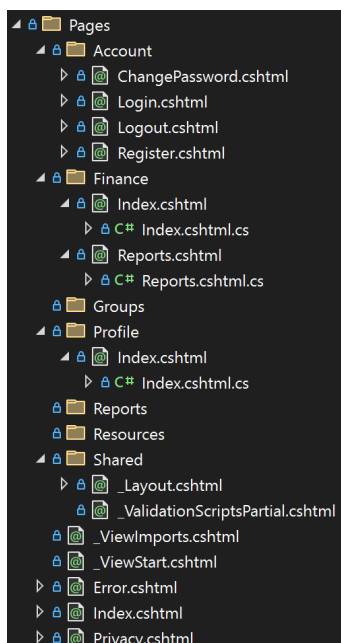 Pages
Account
ChangePassword.cshtml
Login.cshtml
Logout.cshtml
Register.cshtml
Finance
Index.cshtml
C# Index.cshtml.cs
Reports.cshtml
C# Reports.cshtml.cs
Groups
Profile
Index.cshtml
C# Index.cshtml.cs
Reports
Resources
Shared
_Layout.cshtml
_ValidationScriptsPartial.cshtml
_ViewImports.cshtml
_ViewStart.cshtml
Error.cshtml
Index.cshtml
Privacy.cshtml